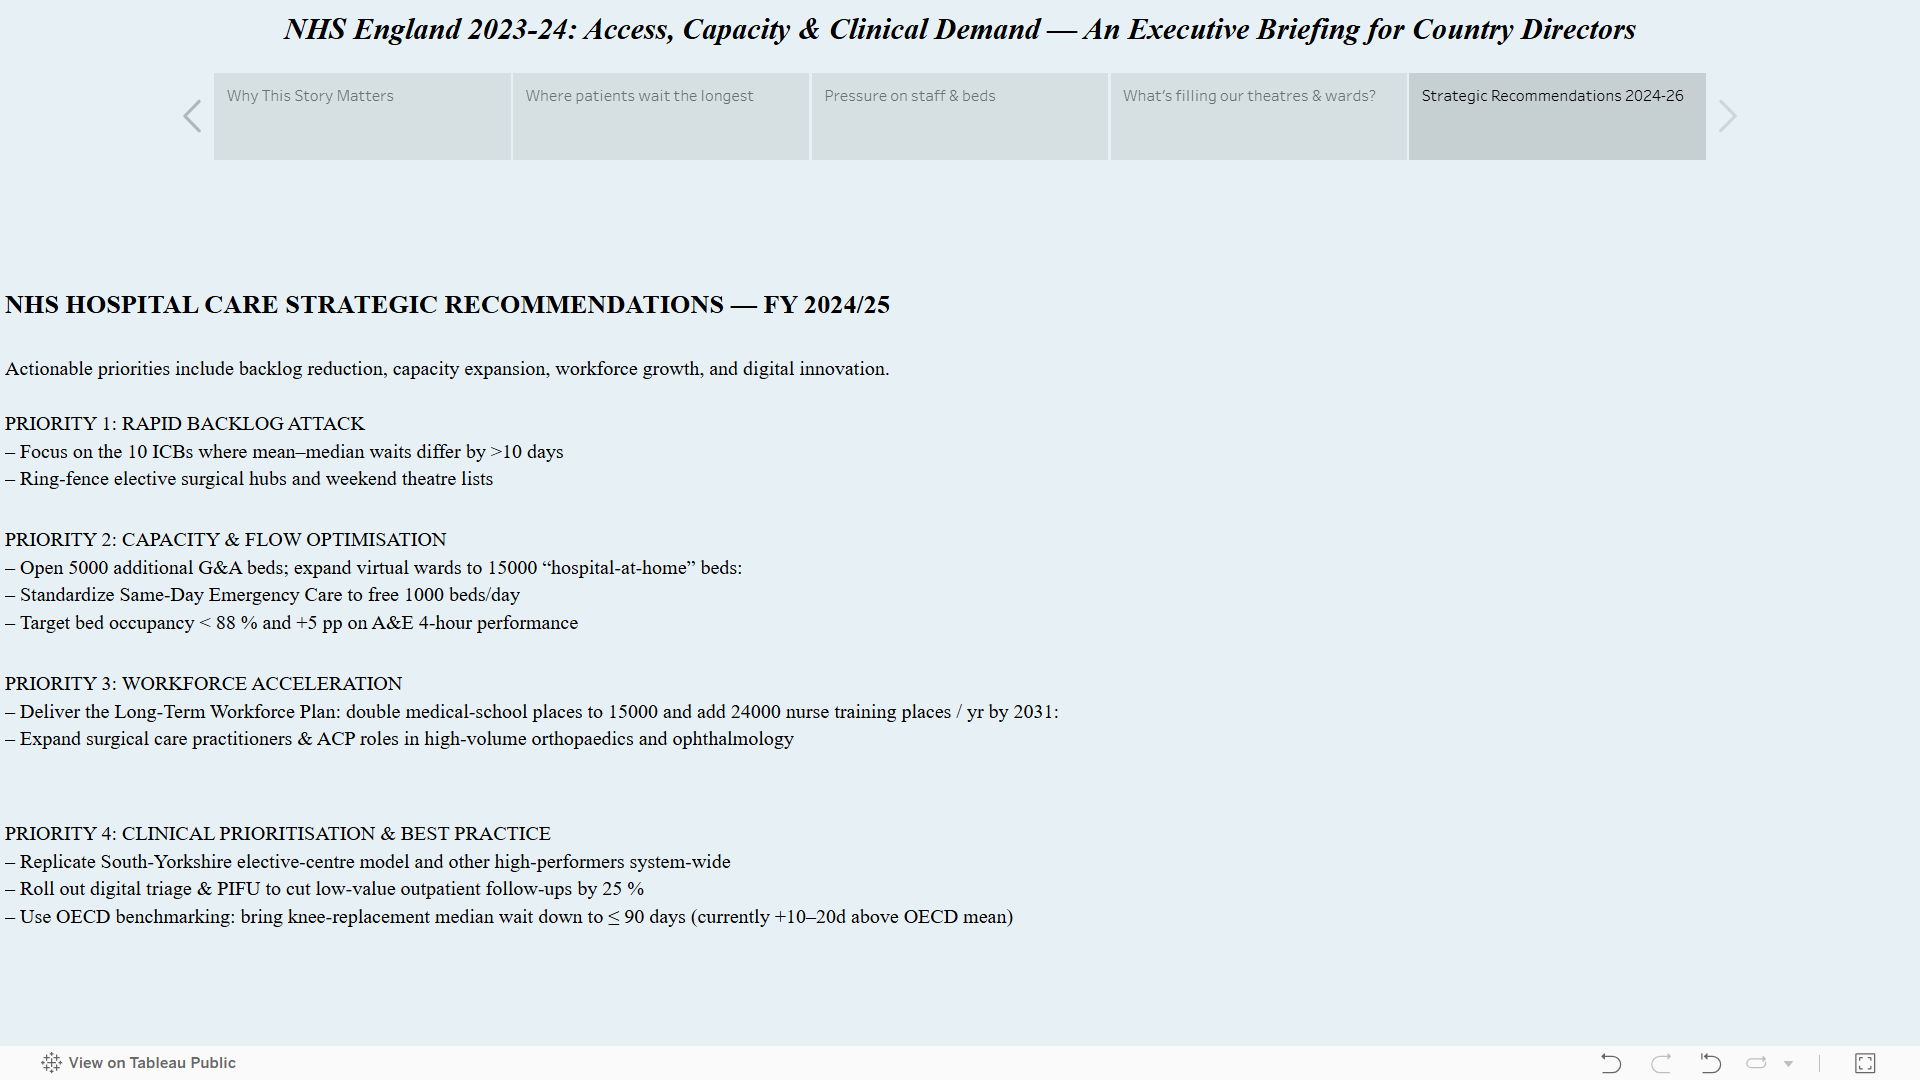 NHS England 2023-24: Access, Capacity & Clinical Demand — An Executive Briefing for Country Directors
Why This Story Matters
Where patients wait the longest
Pressure on staff & beds
What's filling our theatres & wards?
Strategic Recommendations 2024-26
NHS HOSPITAL CARE STRATEGIC RECOMMENDATIONS — FY 2024/25
Actionable priorities include backlog reduction, capacity expansion, workforce growth, and digital innovation.
PRIORITY 1: RAPID BACKLOG ATTACK
– Focus on the 10 ICBs where mean–median waits differ by >10 days
– Ring-fence elective surgical hubs and weekend theatre lists
PRIORITY 2: CAPACITY & FLOW OPTIMISATION
– Open 5000 additional G&A beds; expand virtual wards to 15000 “hospital-at-home” beds:
– Standardize Same-Day Emergency Care to free 1000 beds/day
– Target bed occupancy < 88 % and +5 pp on A&E 4-hour performance
PRIORITY 3: WORKFORCE ACCELERATION
– Deliver the Long-Term Workforce Plan: double medical-school places to 15000 and add 24000 nurse training places / yr by 2031:
– Expand surgical care practitioners & ACP roles in high-volume orthopaedics and ophthalmology
PRIORITY 4: CLINICAL PRIORITISATION & BEST PRACTICE
– Replicate South-Yorkshire elective-centre model and other high-performers system-wide
– Roll out digital triage & PIFU to cut low-value outpatient follow-ups by 25 %
– Use OECD benchmarking: bring knee-replacement median wait down to ≤ 90 days (currently +10–20d above OECD mean)
View on Tableau Public